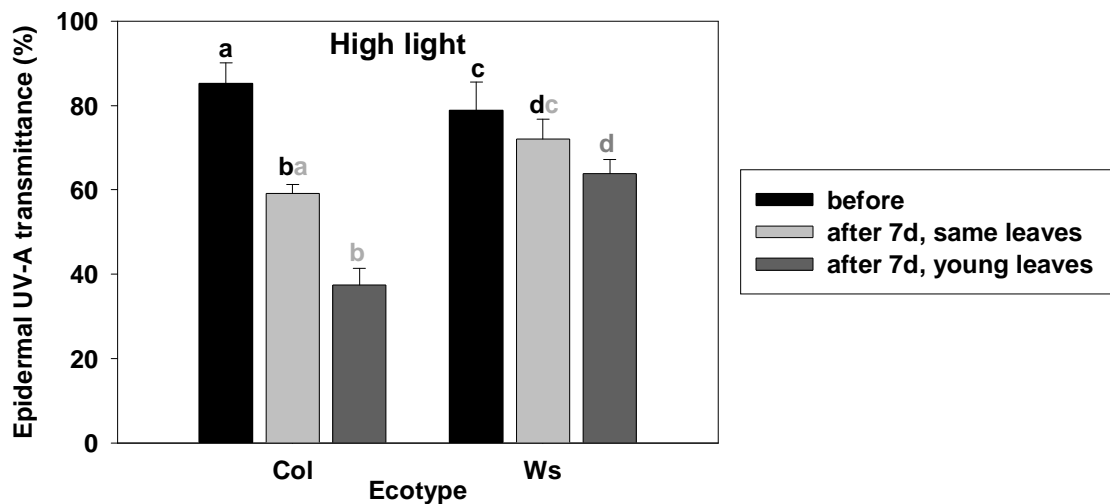 High light
Epidermal UV-A transmittance (%)
100
80
60
40
20
0
a
ba
b
c
dc
d
Col
Ws
Ecotype
before
after 7d, same leaves
after 7d, young leaves